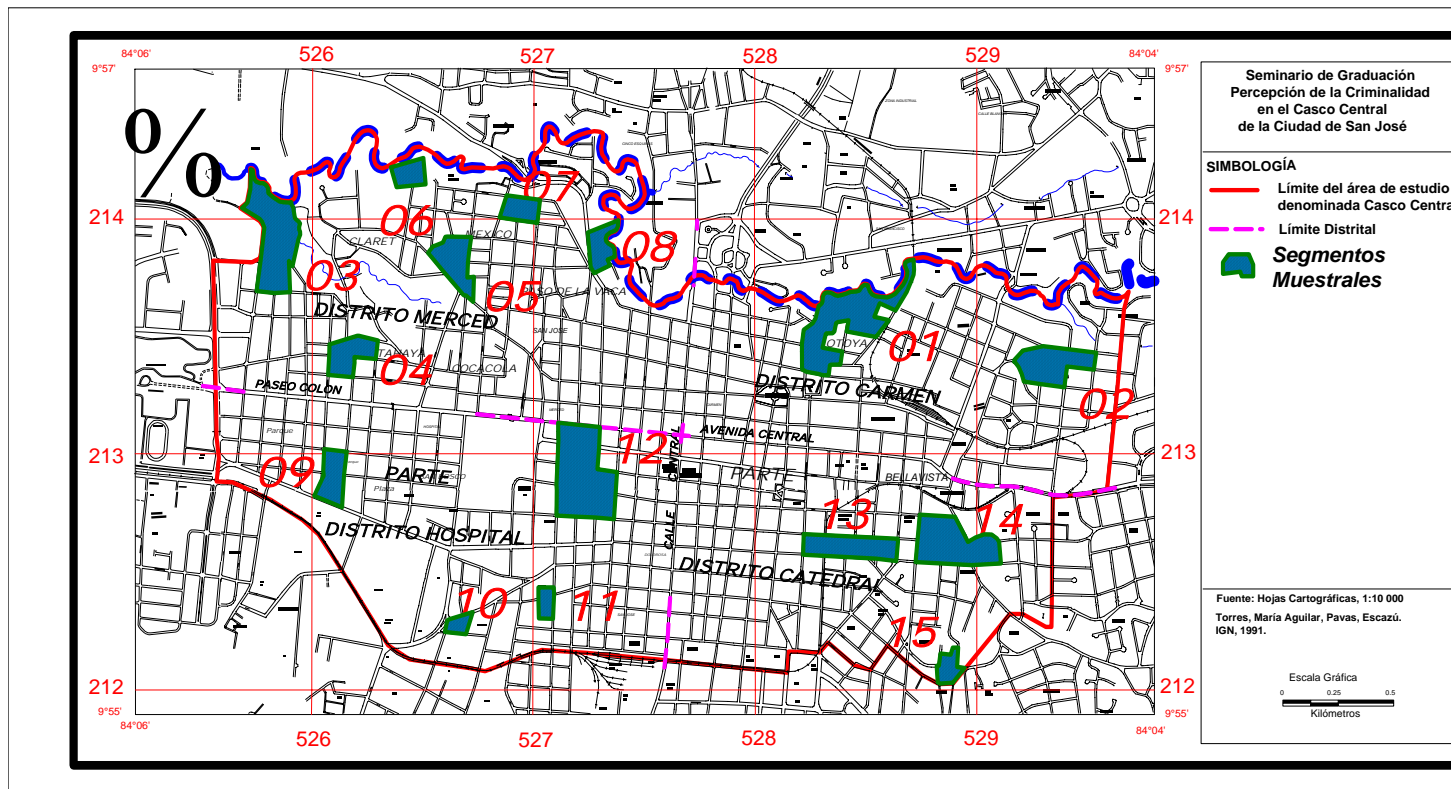 84°06'
526
527
528
529
84°04'
9°57'
9°57'
%
07
214
06
214
CLARET
MEXICO
08
03
05
PASO DE LA VACA
DISTRITO MERCED
SAN JOSE
01
OTOYA
04
COCACOLA
PASEO COLON
DISTRITO CARMEN
02
AVENIDA CENTRAL
Parque
12
213
213
CALLE
CENTRAL
09
PARTE
PARTE
BELLAVISTA
Plaza
13
14
DISTRITO HOSPITAL
DISTRITO CATEDRAL
10
11
15
212
212
9°55'
9°55'
84°06'
526
527
528
529
84°04'
Seminario de Graduación
Percepción de la Criminalidad
en el Casco Central
de la Ciudad de San José
SIMBOLOGÍA
Límite del área de estudio
denominada Casco Centra
Límite Distrital
Segmentos
Muestrales
Fuente: Hojas Cartográficas, 1:10 000
Torres, María Aguilar, Pavas, Escazú.
IGN, 1991.
Escala Gráfica
0 0.25 0.5
Kilómetros